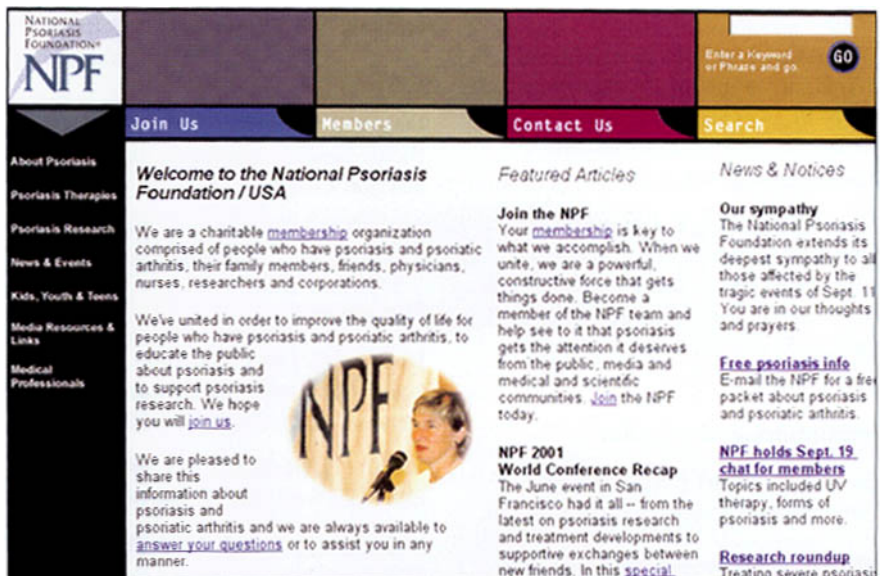 NATIONAL
PSORIASIS
FOUNDATION®
NPF
Enter a Keyword
or Phrase and go.
GO
Join Us
Members
Contact Us
Search
About Psoriasis
Psoriasis Therapies
Psoriasis Research
News & Events
Kids, Youth & Teens
Media Resources &
Links
Medical
Professionals
Welcome to the National Psoriasis
Foundation / USA
We are a charitable membership organization
comprised of people who have psoriasis and psoriatic
arthritis, their family members, friends, physicians,
nurses, researchers and corporations.
We've united in order to improve the quality of life for
people who have psoriasis and psoriatic arthritis, to
educate the public
about psoriasis and
to support psoriasis
research. We hope
you will join us.
NPF
We are pleased to
share this
information about
psoriasis and
psoriatic arthritis and we are always available to
answer your questions or to assist you in any
manner.
Featured Articles
Join the NPF
Your membership is key to
what we accomplish. When we
unite, we are a powerful,
constructive force that gets
things done. Become a
member of the NPF team and
help see to it that psoriasis
gets the attention it deserves
from the public, media and
medical and scientific
communities. Join the NPF
today.
NPF 2001
World Conference Recap
The June event in San
Francisco had it all -- from the
latest on psoriasis research
and treatment developments to
supportive exchanges between
new friends. In this special
News & Notices
Our sympathy
The National Psoriasis
Foundation extends its
deepest sympathy to all
those affected by the
tragic events of Sept. 11
You are in our thoughts
and prayers.
Free psoriasis info
E-mail the NPF for a free
packet about psoriasis
and psoriatic arthritis.
NPF holds Sept. 19
chat for members
Topics included UV
therapy, forms of
psoriasis and more.
Research roundup
Treating severe psoriasis